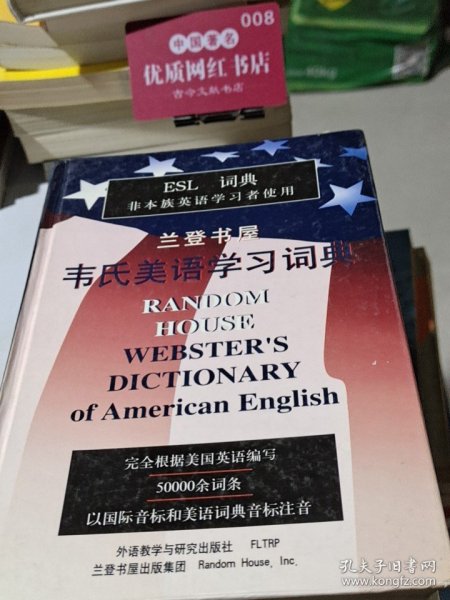 008
中国著名
优质网红书店
古今文献书店
ESL 词典
非本族英语学习者使用
兰登书屋
韦氏美语学习词典
RANDOM
HOUSE
WEBSTER'S
DICTIONARY
of American English
完全根据美国英语编写
50000余词条
以国际音标和美语词典音标注音
外语教学与研究出版社 FLTRP
兰登书屋出版集团 Random House, Inc.
孔夫子旧书网
www.kongfz.com